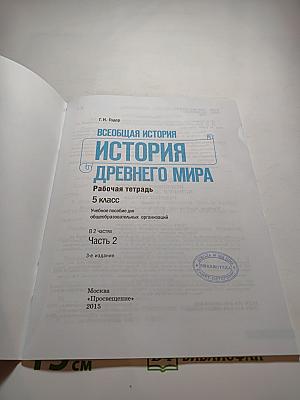 Г. И. Годер
ВСЕОБЩАЯ ИСТОРИЯ
ИСТОРИЯ
ДРЕВНЕГО МИРА
Рабочая тетрадь
5 класс
Учебное пособие для
общеобразовательных организаций
В 2 частях
Часть 2
3-е издание
Москва
«Просвещение»
2015
СМ